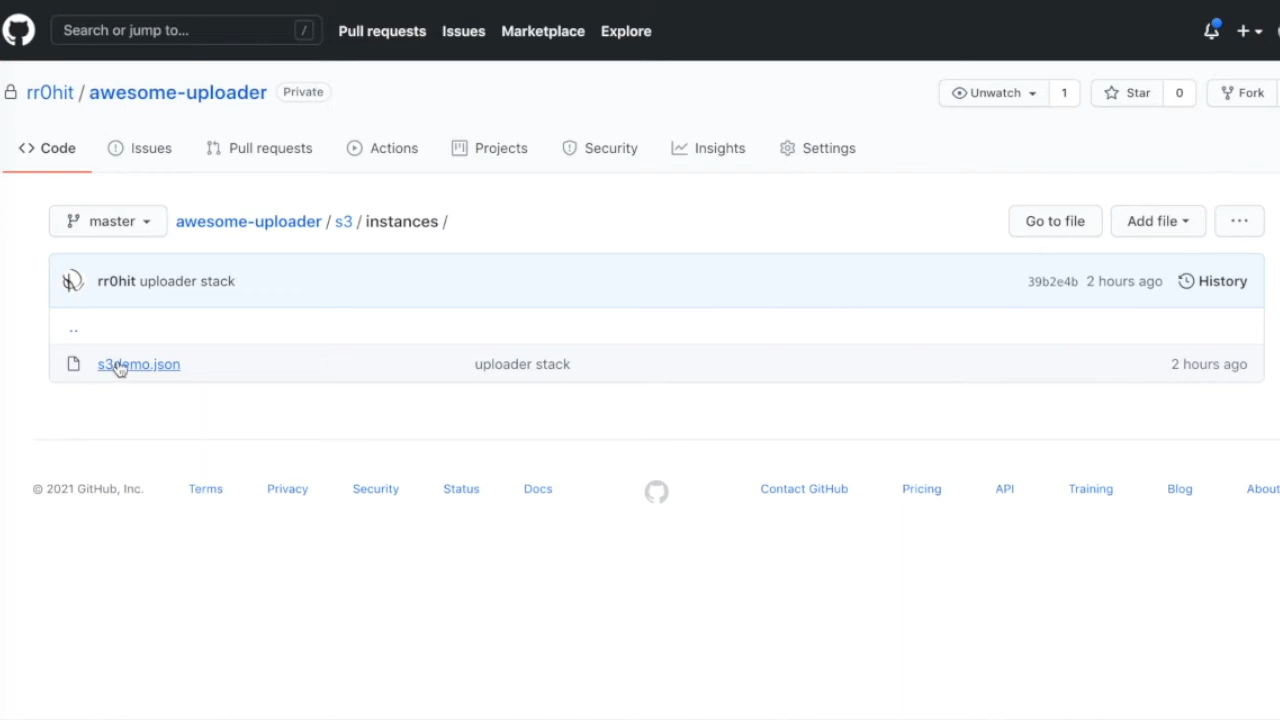 Search or jump to... /
Pull requests Issues Marketplace Explore
rr0hit / awesome-uploader Private
Unwatch 1 Star 0 Fork
Code Issues Pull requests Actions Projects Security Insights Settings
master awesome-uploader / s3 / instances / Go to file Add file ...
rr0hit uploader stack 39b2e4b 2 hours ago History
..
s3demo.json uploader stack 2 hours ago
© 2021 GitHub, Inc. Terms Privacy Security Status Docs Contact GitHub Pricing API Training Blog About